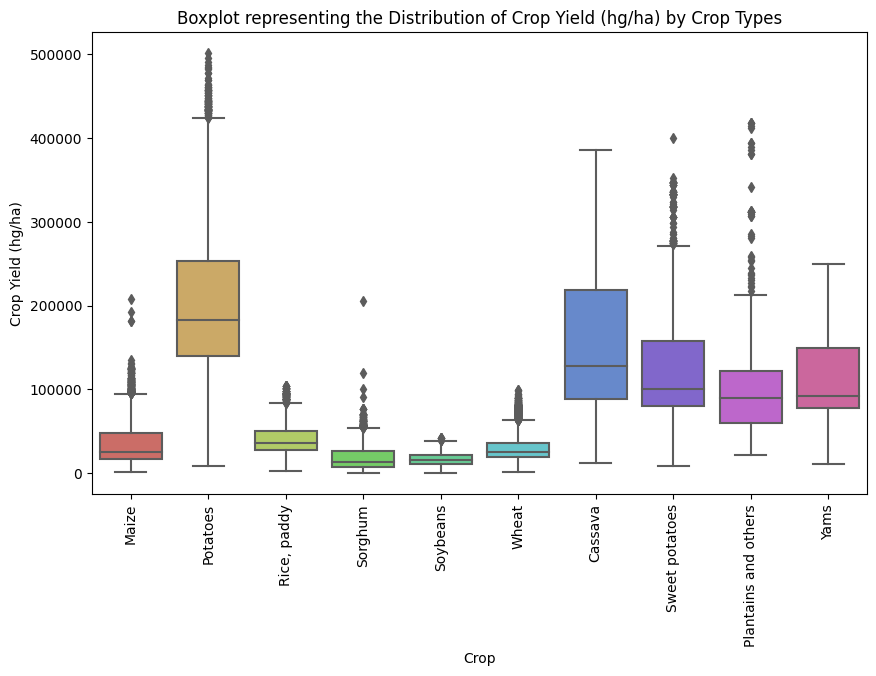 Boxplot representing the Distribution of Crop Yield (hg/ha) by Crop Types
500000
400000
300000
200000
100000
0
Crop Yield (hg/ha)
Maize
Potatoes
Rice, paddy
Sorghum
Soybeans
Wheat
Cassava
Sweet potatoes
Plantains and others
Yams
Crop